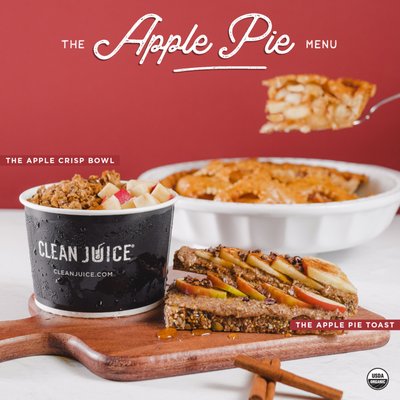 THE Apple Pie MENU
THE APPLE CRISP BOWL
CLEAN JUICE
CLEANJUICE.COM
THE APPLE PIE TOAST
USDA
ORGANIC